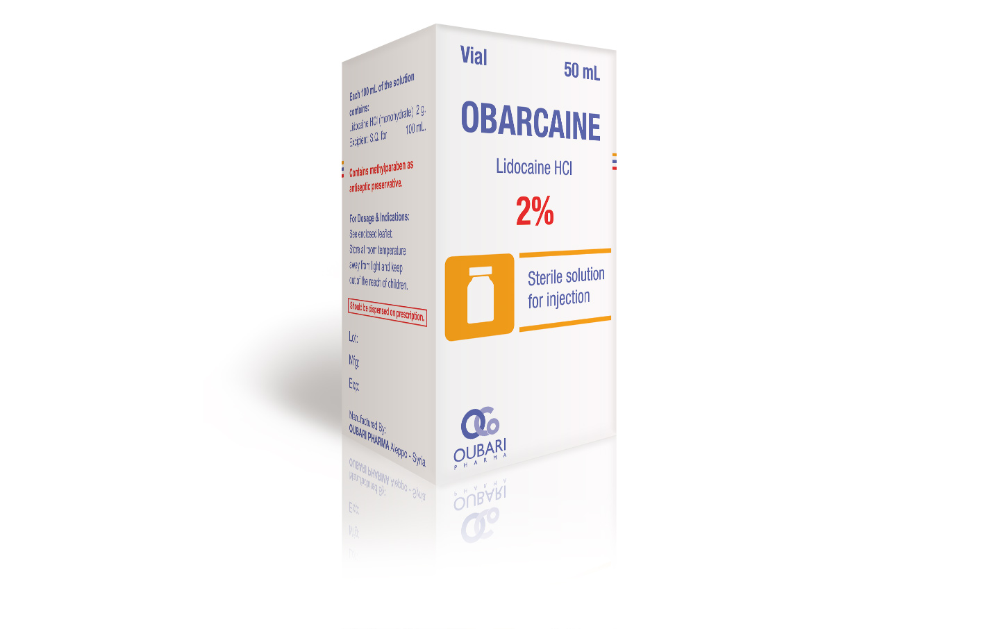 Each 100 mL of the solution
contains:
Lidocaine HCl (monohydrate) 2 g.
Excipient S.Q. for 100 mL.
Contains methylparaben as
antiseptic preservative.
For Dosage & Indications:
See enclosed leaflet.
Store at room temperature
away from light and keep
out of the reach of children.
Should be dispensed on prescription.
Lot:
Mfg:
Exp:
Manufactured By:
OUBARI PHARMA Aleppo - Syria
Vial
50 mL
OBARCAINE
Lidocaine HCl
2%
Sterile solution
for injection
OUBARI
PHARMA